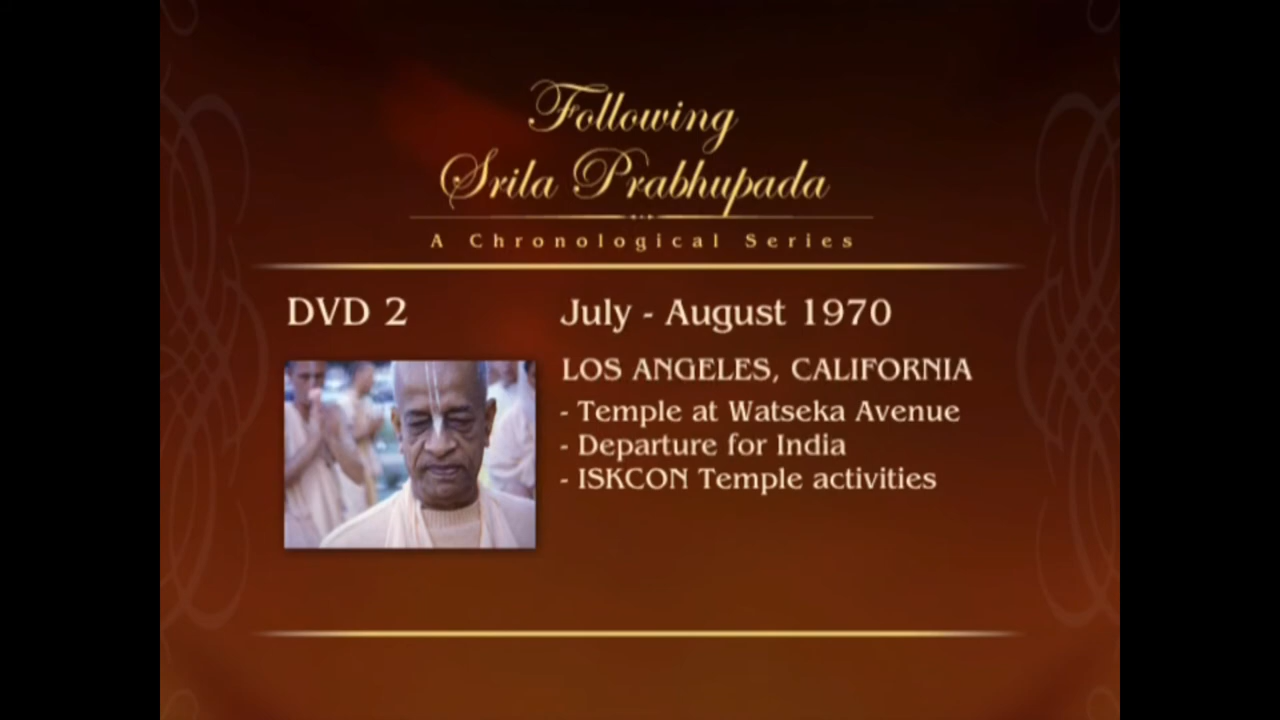 Following
Srila Prabhupada
A Chronological Series
DVD 2
July - August 1970
LOS ANGELES, CALIFORNIA
- Temple at Watseka Avenue
- Departure for India
- ISKCON Temple activities